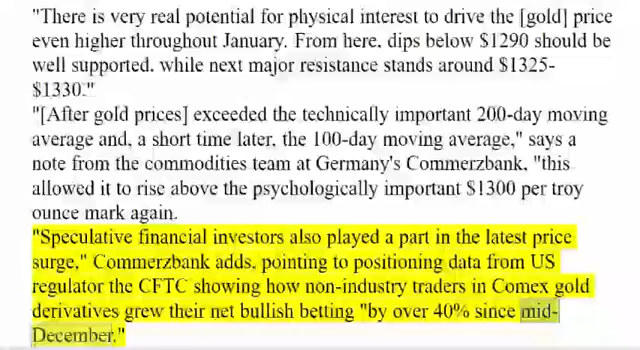 "There is very real potential for physical interest to drive the [gold] price
even higher throughout January. From here, dips below $1290 should be
well supported, while next major resistance stands around $1325-
$1330."
"[After gold prices] exceeded the technically important 200-day moving
average and, a short time later, the 100-day moving average," says a
note from the commodities team at Germany's Commerzbank, "this
allowed it to rise above the psychologically important $1300 per troy
ounce mark again.
"Speculative financial investors also played a part in the latest price
surge," Commerzbank adds, pointing to positioning data from US
regulator the CFTC showing how non-industry traders in Comex gold
derivatives grew their net bullish betting "by over 40% since mid-
December."